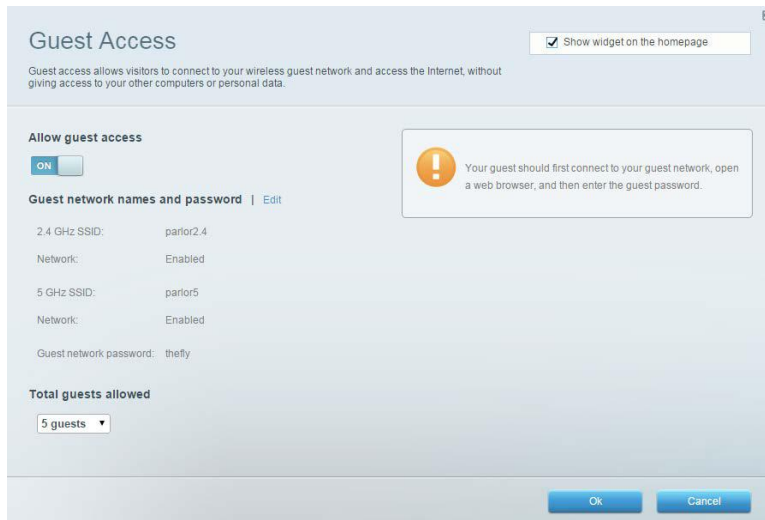 Guest Access
Show widget on the homepage
Guest access allows visitors to connect to your wireless guest network and access the Internet, without
giving access to your other computers or personal data.
Allow guest access
ON
Your guest should first connect to your guest network, open
a web browser, and then enter the guest password.
Guest network names and password | Edit
2.4 GHz SSID: parlor2.4
Network: Enabled
5 GHz SSID: parlor5
Network: Enabled
Guest network password: thefly
Total guests allowed
5 guests
Ok Cancel